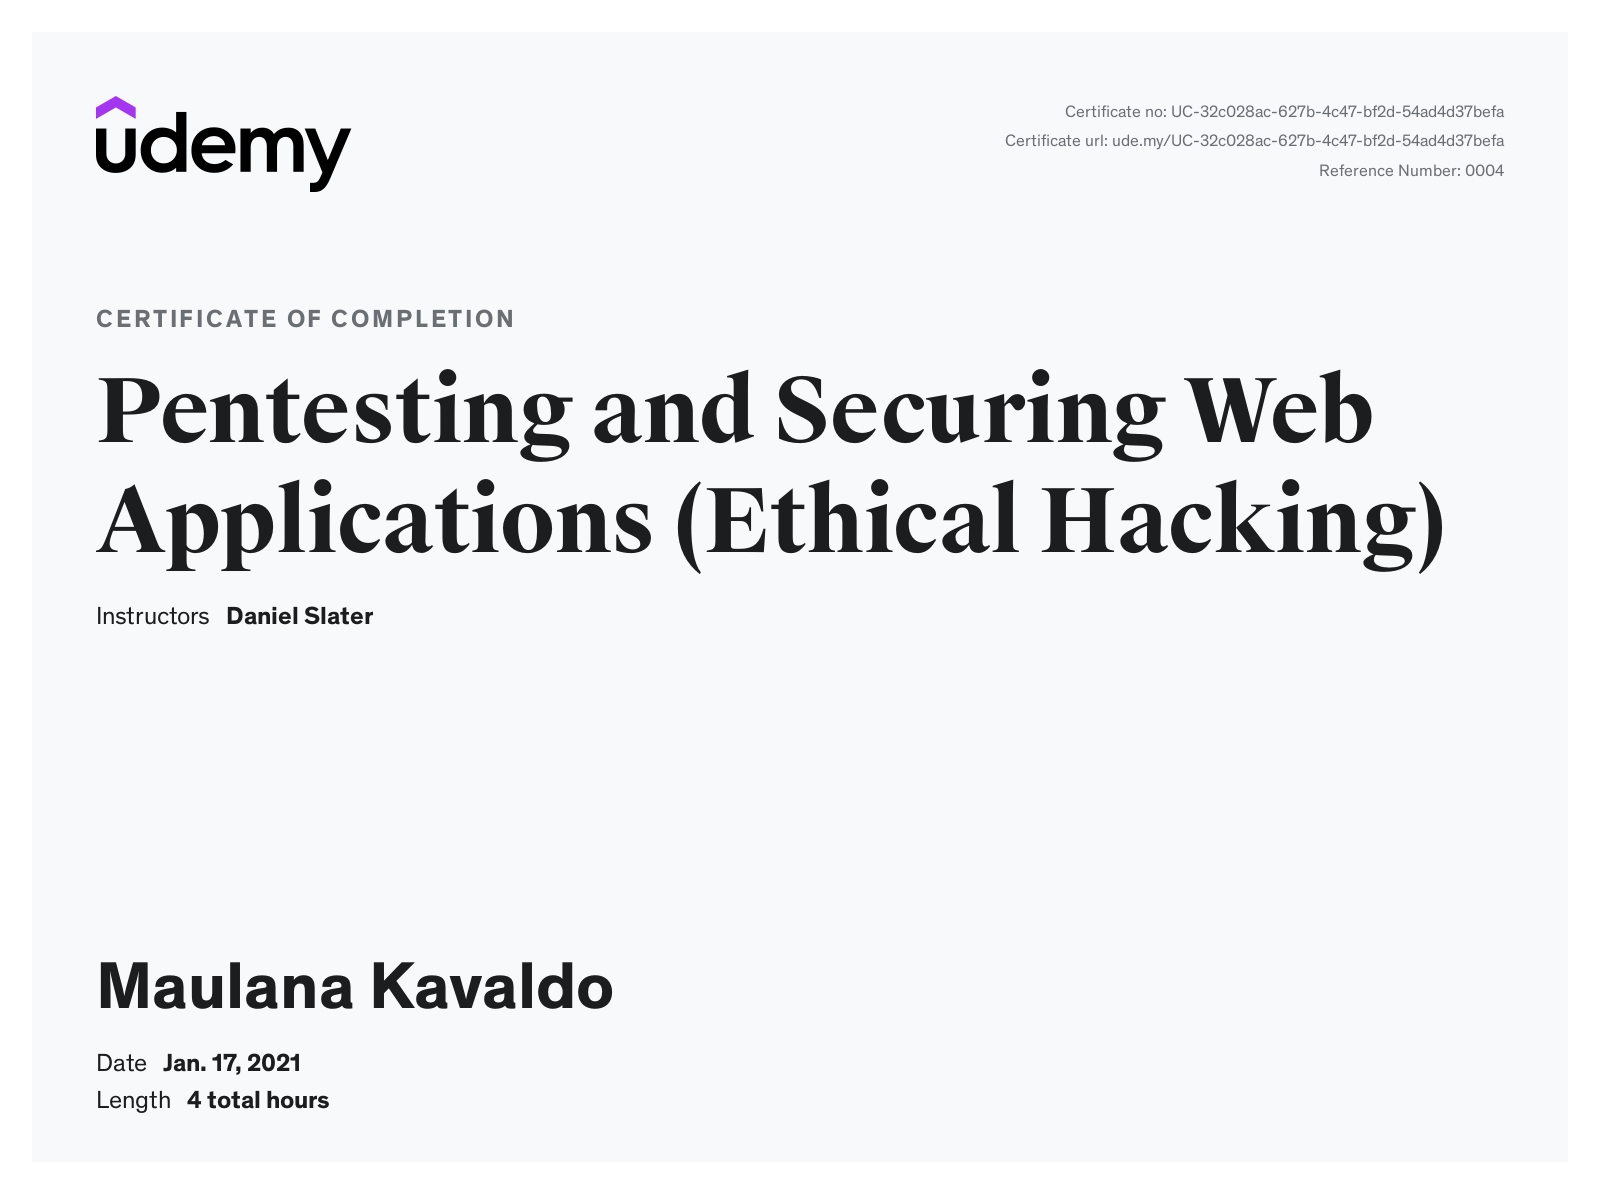 udemy
Certificate no: UC-32c028ac-627b-4c47-bf2d-54ad4d37befa
Certificate url: ude.my/UC-32c028ac-627b-4c47-bf2d-54ad4d37befa
Reference Number: 0004
CERTIFICATE OF COMPLETION
Pentesting and Securing Web
Applications (Ethical Hacking)
Instructors Daniel Slater
Maulana Kavaldo
Date Jan. 17, 2021
Length 4 total hours